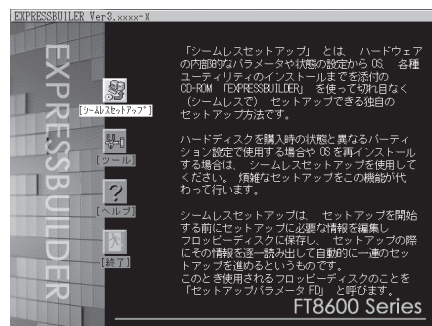 EXPRESSBUILER Ver3.xxxx-X
EXPRESSBUILDER
[シームレスセットアップ]
[ツール]
[ヘルプ]
[終了]
「シームレスセットアップ」 とは、 ハードウェア
の内部的なパラメータや状態の設定から OS、 各種
ユーティリティのインストールまでを添付の
CD-ROM 「EXPRESSBUILDER」 を使って切れ目なく
(シームレスで) セットアップできる独自の
セットアップ方法です。
ハードディスクを購入時の状態と異なるパーティ
ション設定で使用する場合や OS を再インストール
する場合は、 シームレスセットアップを使用して
ください。 煩雑なセットアップをこの機能が代
わって行います。
シームレスセットアップは、 セットアップを開始
する前にセットアップに必要な情報を編集し
フロッピーディスクに保存し、 セットアップの際
にその情報を逐一読み出して自動的に一連のセッ
トアップを進めるというものです。
このとき使用されるフロッピーディスクのことを
「セットアップパラメータ FD」 と呼びます。
FT8600 Series